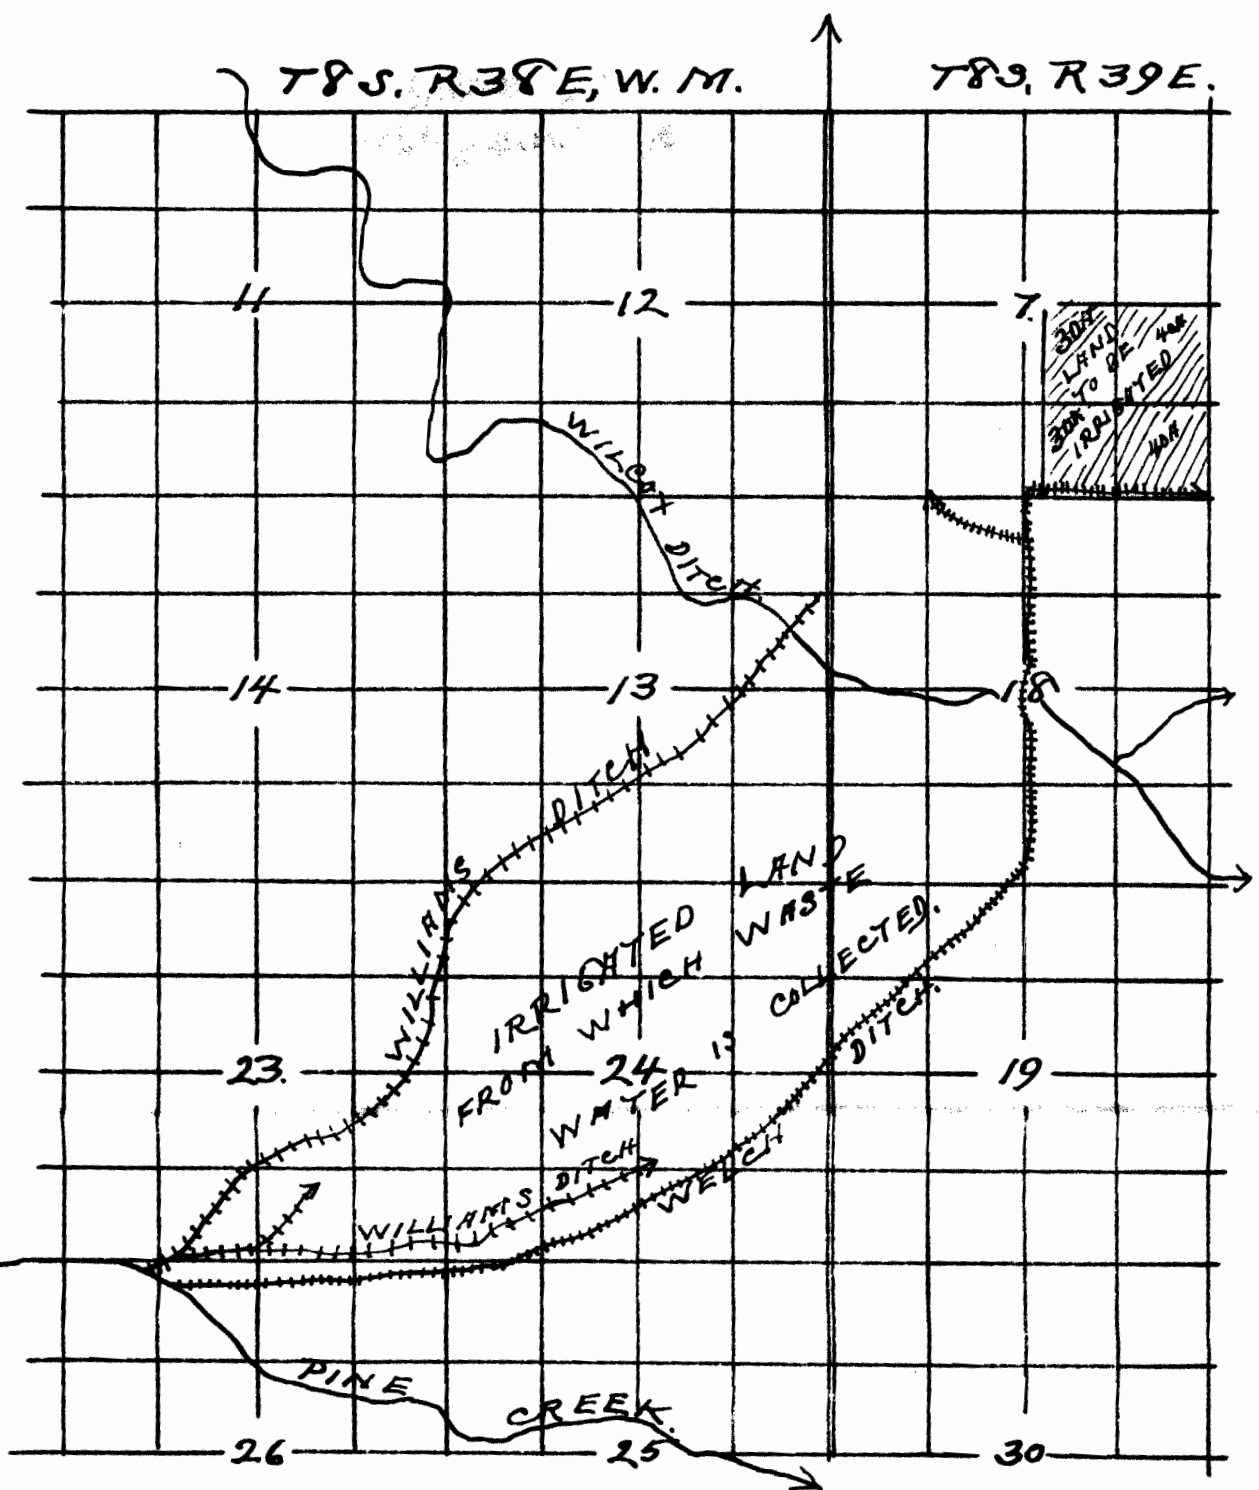 T8S. R38E, W. M.
T8S, R39E.
11
12
7.
30A
LAND
TO BE
40A
30A
IRRIGATED
40A
WILCAT
DITCH.
14
13
18
WILLIAMS DITCH
IRRIGATED LAND
FROM WHICH WASTE
WATER IS COLLECTED.
23.
24
19
WILLIAMS DITCH
WELCH DITCH.
PINE CREEK.
26
25
30